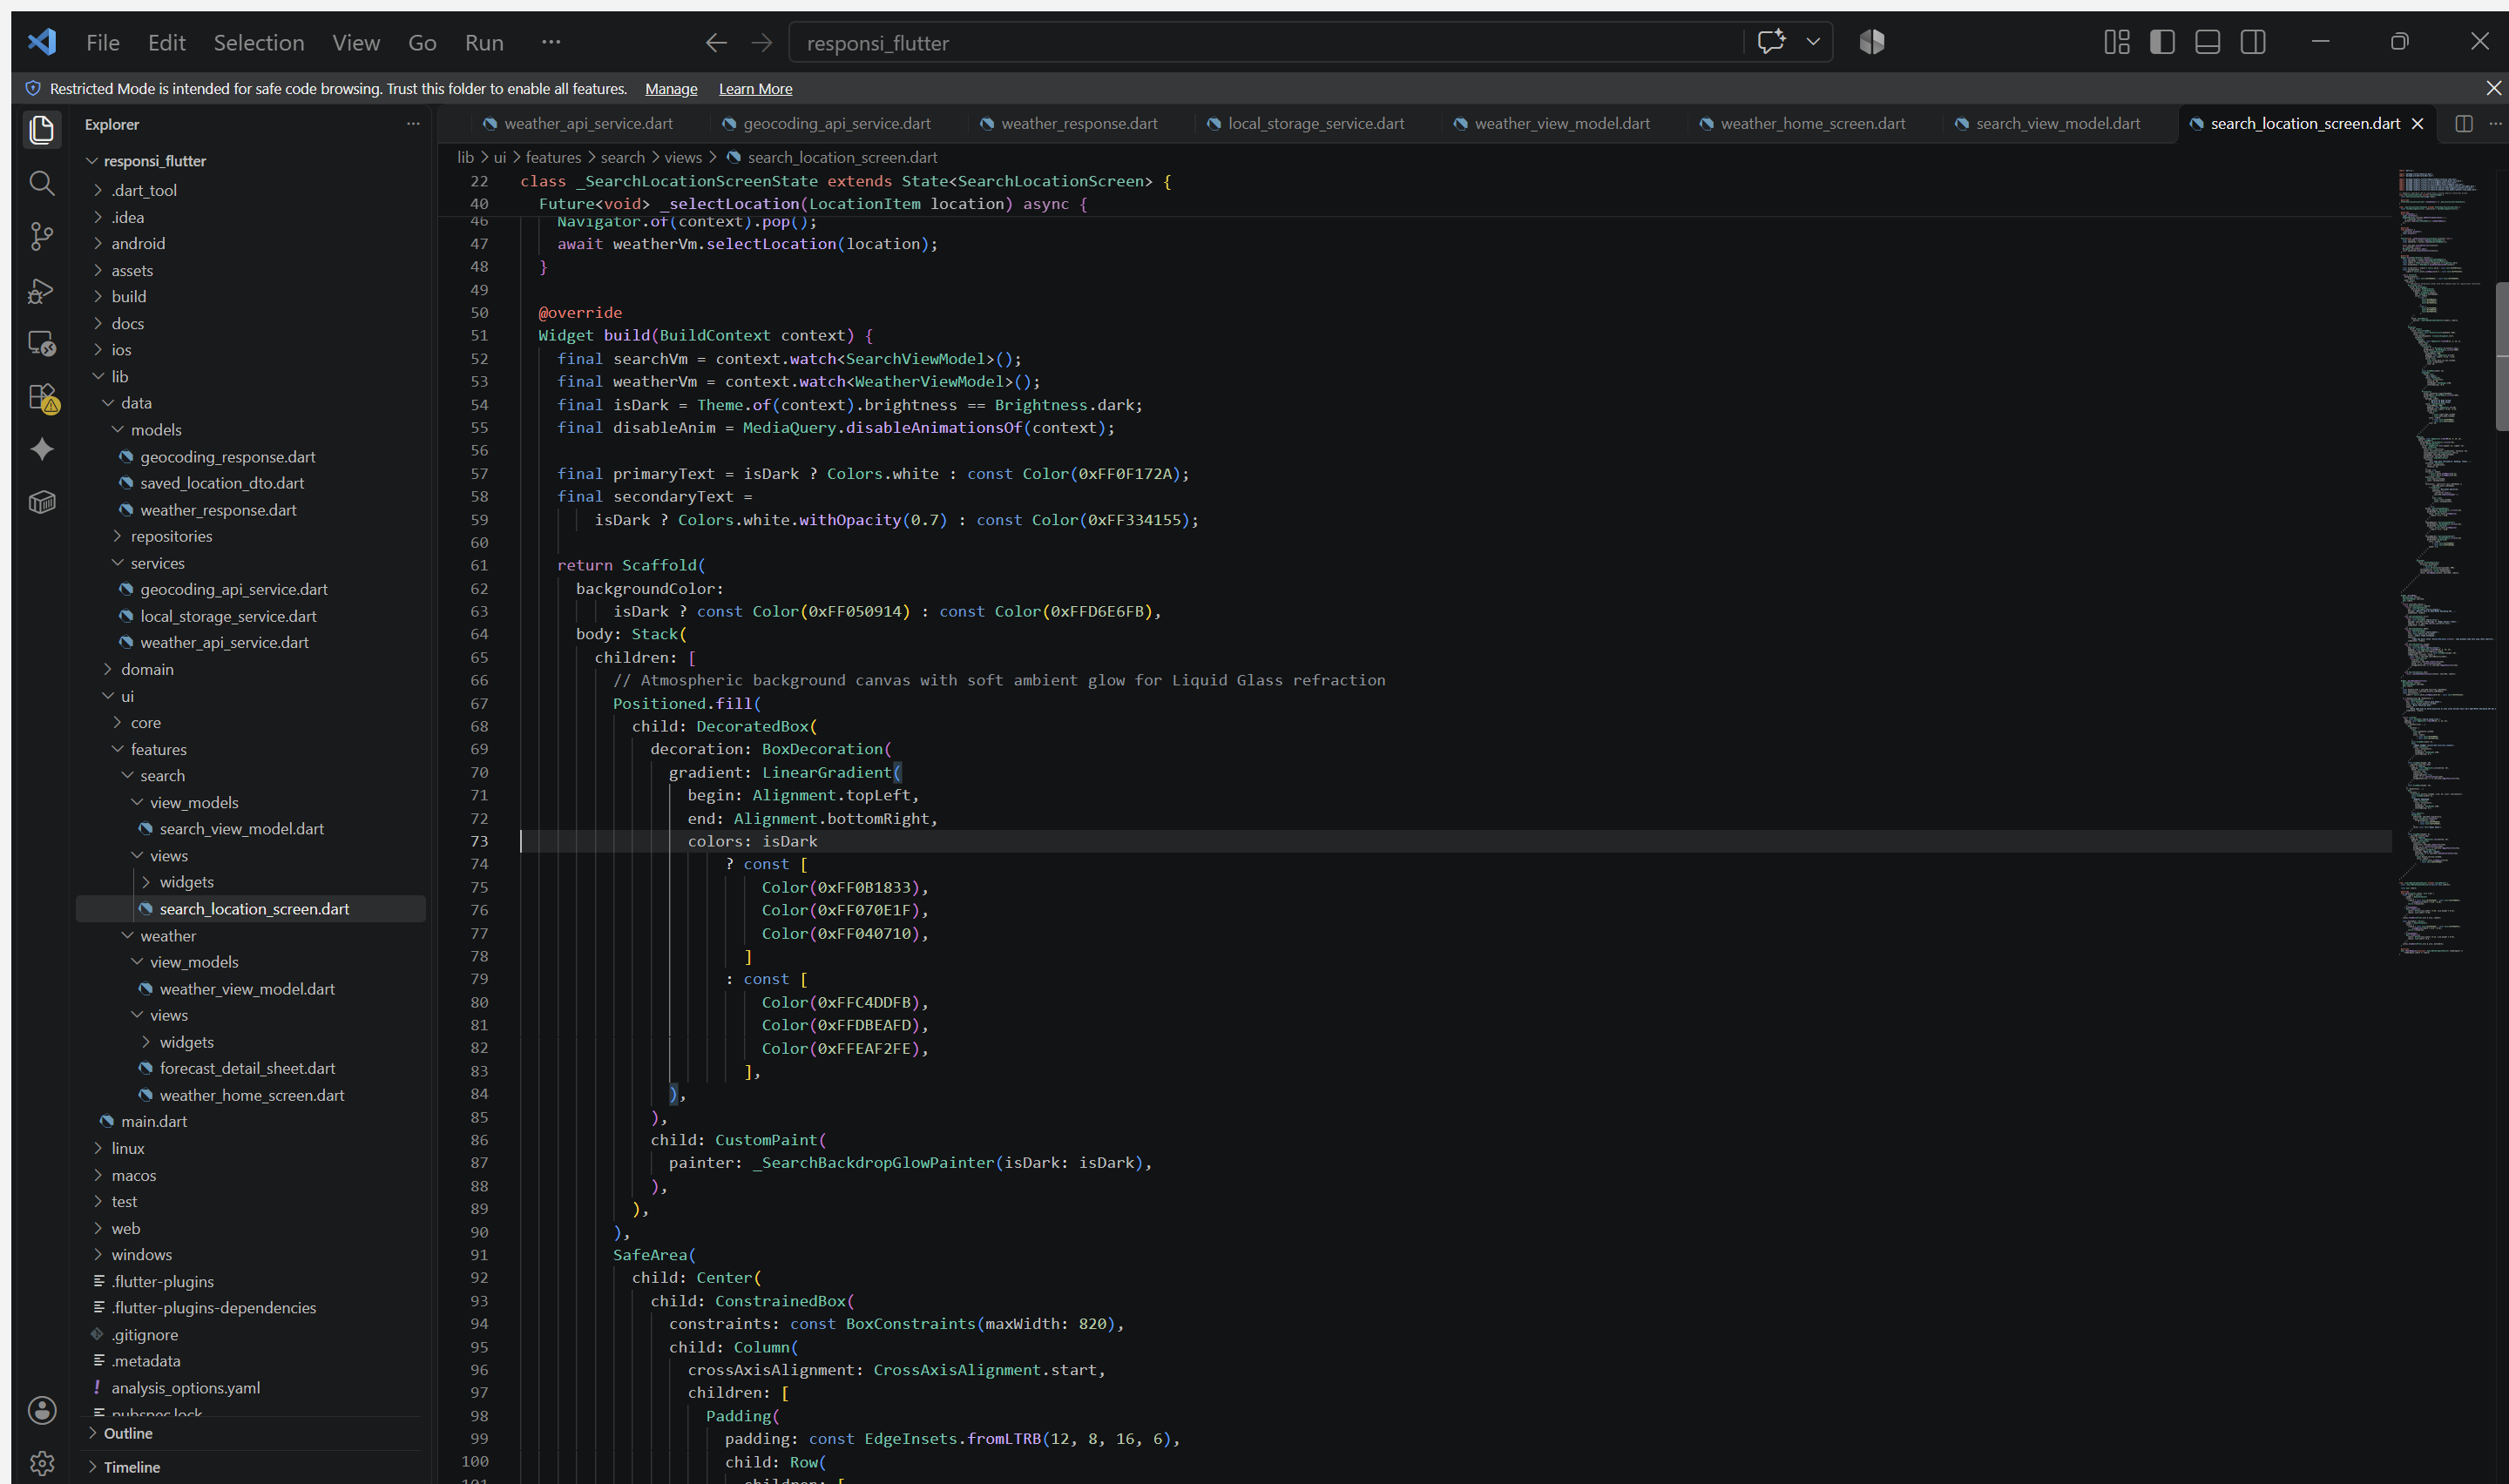 File Edit Selection View Go Run ···
responsi_flutter
Restricted Mode is intended for safe code browsing. Trust this folder to enable all features. Manage Learn More
Explorer
responsi_flutter
.dart_tool
.idea
android
assets
build
docs
ios
lib
data
models
geocoding_response.dart
saved_location_dto.dart
weather_response.dart
repositories
services
geocoding_api_service.dart
local_storage_service.dart
weather_api_service.dart
domain
ui
core
features
search
view_models
search_view_model.dart
views
widgets
search_location_screen.dart
weather
view_models
weather_view_model.dart
views
widgets
forecast_detail_sheet.dart
weather_home_screen.dart
main.dart
linux
macos
test
web
windows
.flutter-plugins
.flutter-plugins-dependencies
.gitignore
.metadata
analysis_options.yaml
pubspec.lock
Outline
Timeline
weather_api_service.dart geocoding_api_service.dart weather_response.dart local_storage_service.dart weather_view_model.dart weather_home_screen.dart search_view_model.dart search_location_screen.dart
lib > ui > features > search > views > search_location_screen.dart
22 class _SearchLocationScreenState extends State<SearchLocationScreen> {
40   Future<void> _selectLocation(LocationItem location) async {
46     Navigator.of(context).pop();
47     await weatherVm.selectLocation(location);
48   }
49
50   @override
51   Widget build(BuildContext context) {
52     final searchVm = context.watch<SearchViewModel>();
53     final weatherVm = context.watch<WeatherViewModel>();
54     final isDark = Theme.of(context).brightness == Brightness.dark;
55     final disableAnim = MediaQuery.disableAnimationsOf(context);
56
57     final primaryText = isDark ? Colors.white : const Color(0xFF0F172A);
58     final secondaryText =
59         isDark ? Colors.white.withOpacity(0.7) : const Color(0xFF334155);
60
61     return Scaffold(
62       backgroundColor:
63           isDark ? const Color(0xFF050914) : const Color(0xFFD6E6FB),
64       body: Stack(
65         children: [
66           // Atmospheric background canvas with soft ambient glow for Liquid Glass refraction
67           Positioned.fill(
68             child: DecoratedBox(
69               decoration: BoxDecoration(
70                 gradient: LinearGradient(
71                   begin: Alignment.topLeft,
72                   end: Alignment.bottomRight,
73                   colors: isDark
74                       ? const [
75                           Color(0xFF0B1833),
76                           Color(0xFF070E1F),
77                           Color(0xFF040710),
78                         ]
79                       : const [
80                           Color(0xFFC4DDFB),
81                           Color(0xFFDBEAFD),
82                           Color(0xFFEAF2FE),
83                         ],
84                 ),
85               ),
86               child: CustomPaint(
87                 painter: _SearchBackdropGlowPainter(isDark: isDark),
88               ),
89             ),
90           ),
91           SafeArea(
92             child: Center(
93               child: ConstrainedBox(
94                 constraints: const BoxConstraints(maxWidth: 820),
95                 child: Column(
96                   crossAxisAlignment: CrossAxisAlignment.start,
97                   children: [
98                     Padding(
99                       padding: const EdgeInsets.fromLTRB(12, 8, 16, 6),
100                       child: Row(
101                         children: [